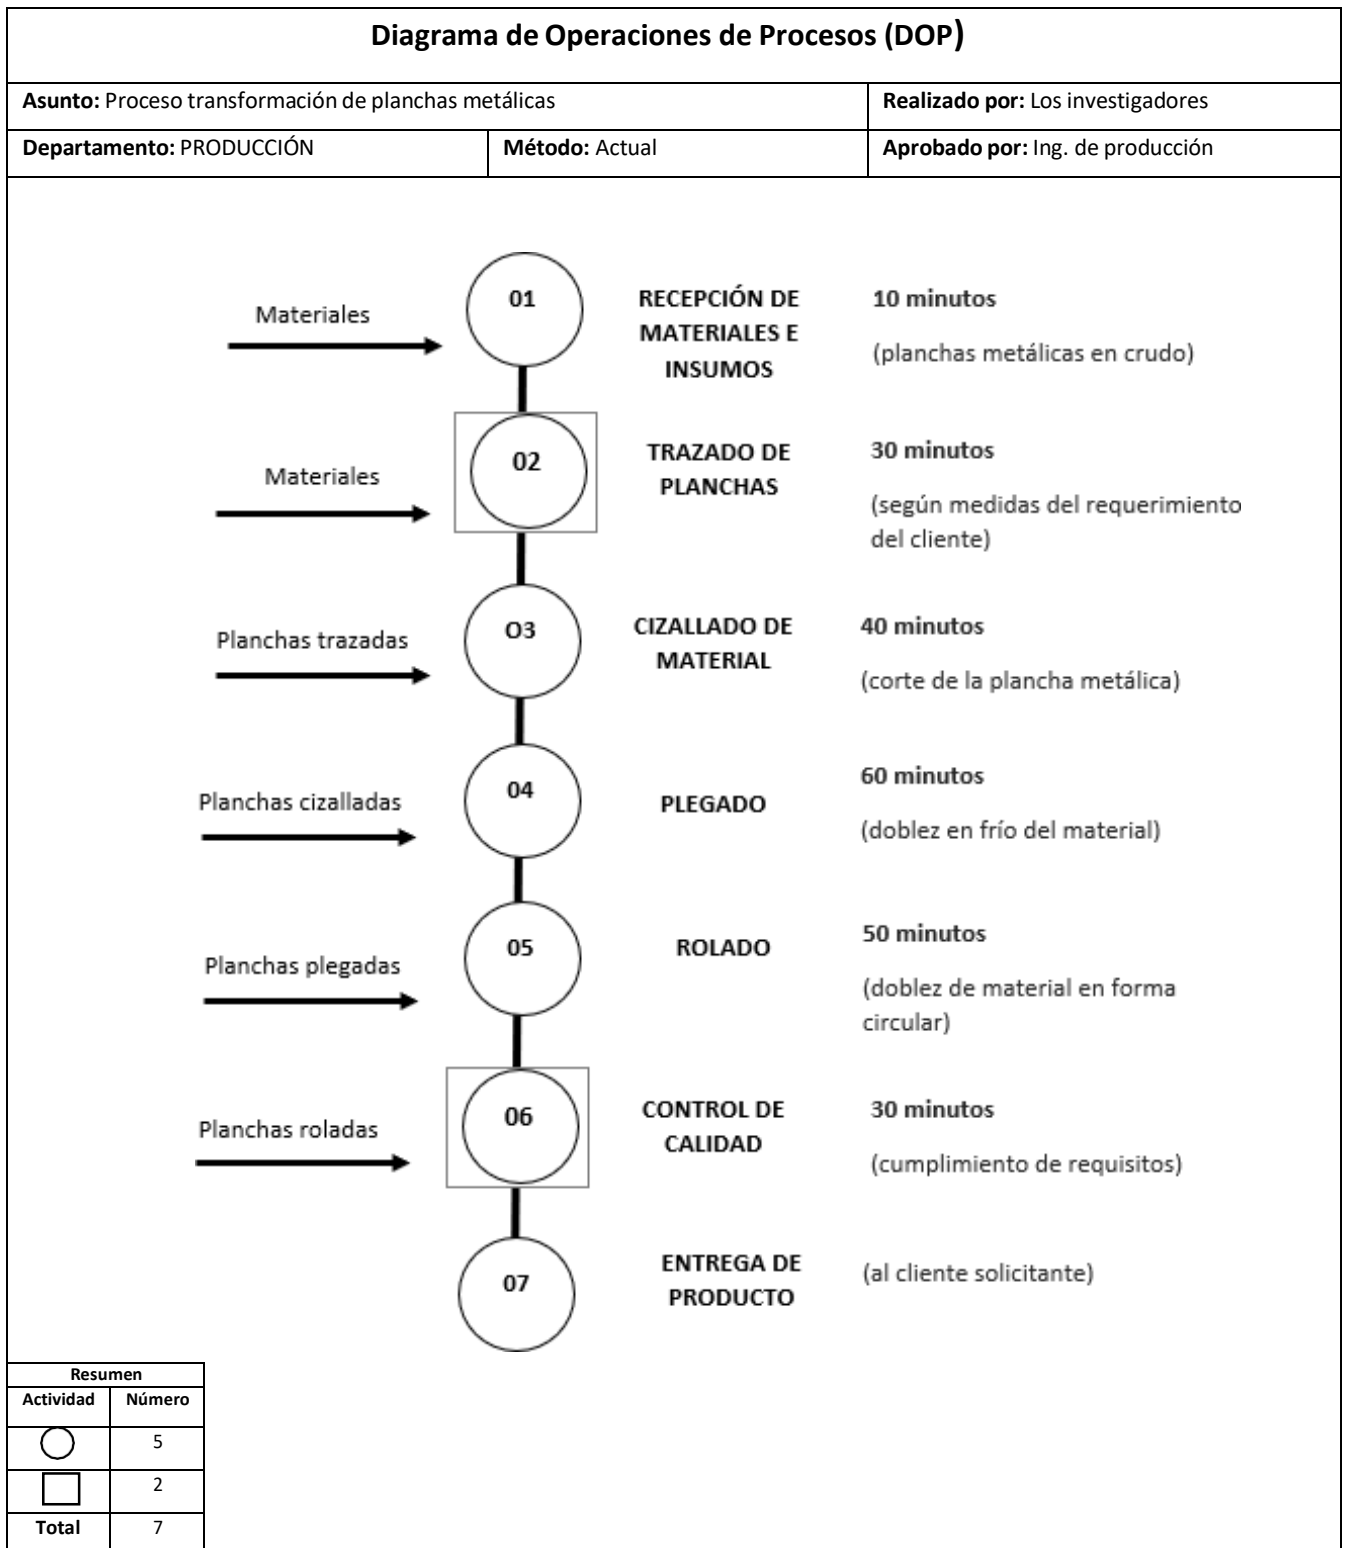 Diagrama de Operaciones de Procesos (DOP)
Asunto: Proceso transformación de planchas metálicas
Realizado por: Los investigadores
Departamento: PRODUCCIÓN
Método: Actual
Aprobado por: Ing. de producción
Materiales
01
RECEPCIÓN DE
MATERIALES E
INSUMOS
10 minutos
(planchas metálicas en crudo)
Materiales
02
TRAZADO DE
PLANCHAS
30 minutos
(según medidas del requerimiento
del cliente)
Planchas trazadas
O3
CIZALLADO DE
MATERIAL
40 minutos
(corte de la plancha metálica)
Planchas cizalladas
04
PLEGADO
60 minutos
(doblez en frío del material)
Planchas plegadas
05
ROLADO
50 minutos
(doblez de material en forma
circular)
Planchas roladas
06
CONTROL DE
CALIDAD
30 minutos
(cumplimiento de requisitos)
07
ENTREGA DE
PRODUCTO
(al cliente solicitante)
Resumen
Actividad Número
5
2
Total 7